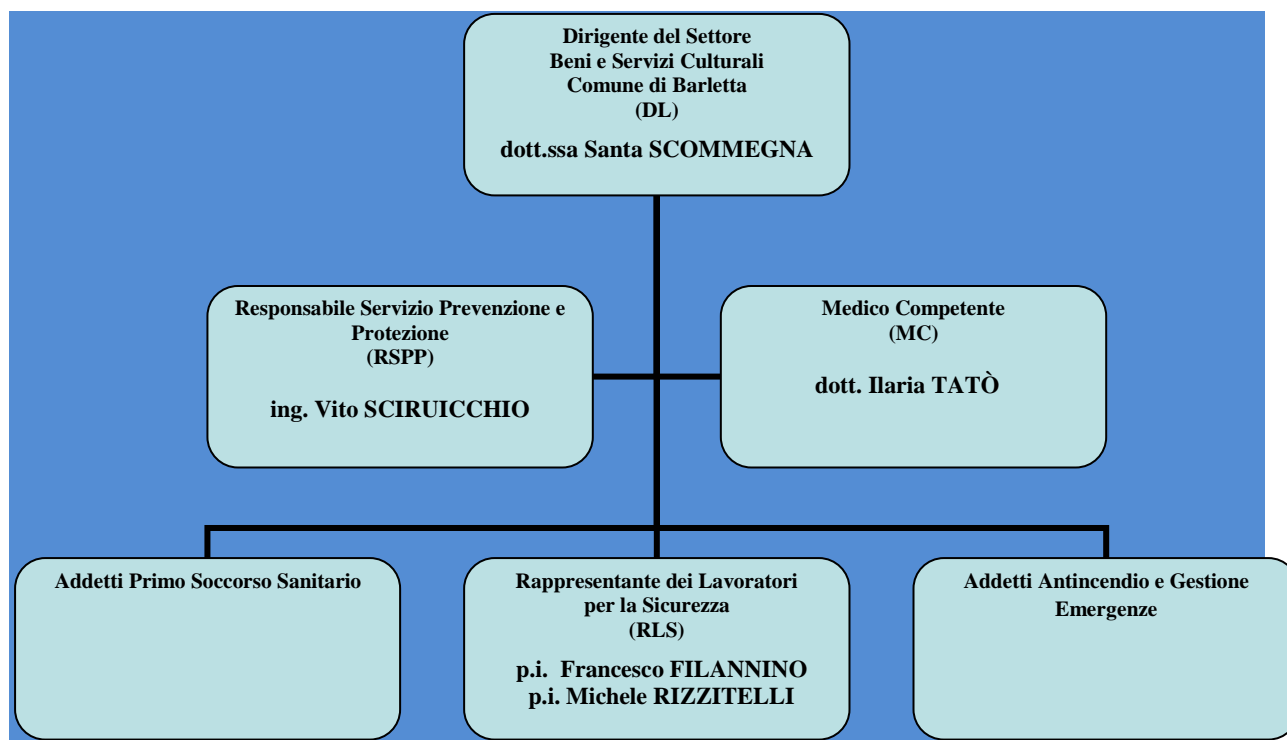 Dirigente del Settore
Beni e Servizi Culturali
Comune di Barletta
(DL)
dott.ssa Santa SCOMMEGNA
Responsabile Servizio Prevenzione e
Protezione
(RSPP)
ing. Vito SCIRUICCHIO
Medico Competente
(MC)
dott. Ilaria TATÒ
Addetti Primo Soccorso Sanitario
Rappresentante dei Lavoratori
per la Sicurezza
(RLS)
p.i. Francesco FILANNINO
p.i. Michele RIZZITELLI
Addetti Antincendio e Gestione
Emergenze